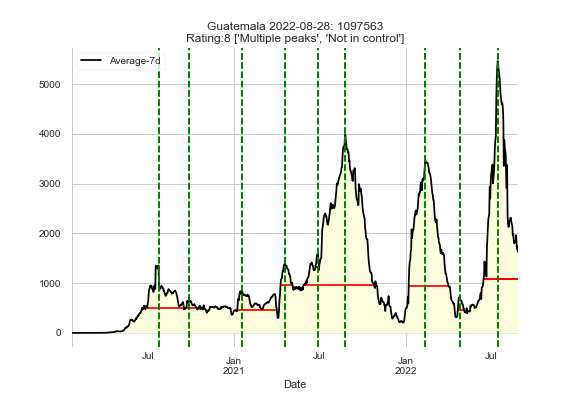 Guatemala 2022-08-28: 1097563
Rating:8 ['Multiple peaks', 'Not in control']
Average-7d
5000
4000
3000
2000
1000
0
Jul
Jan
2021
Jul
Jan
2022
Jul
Date